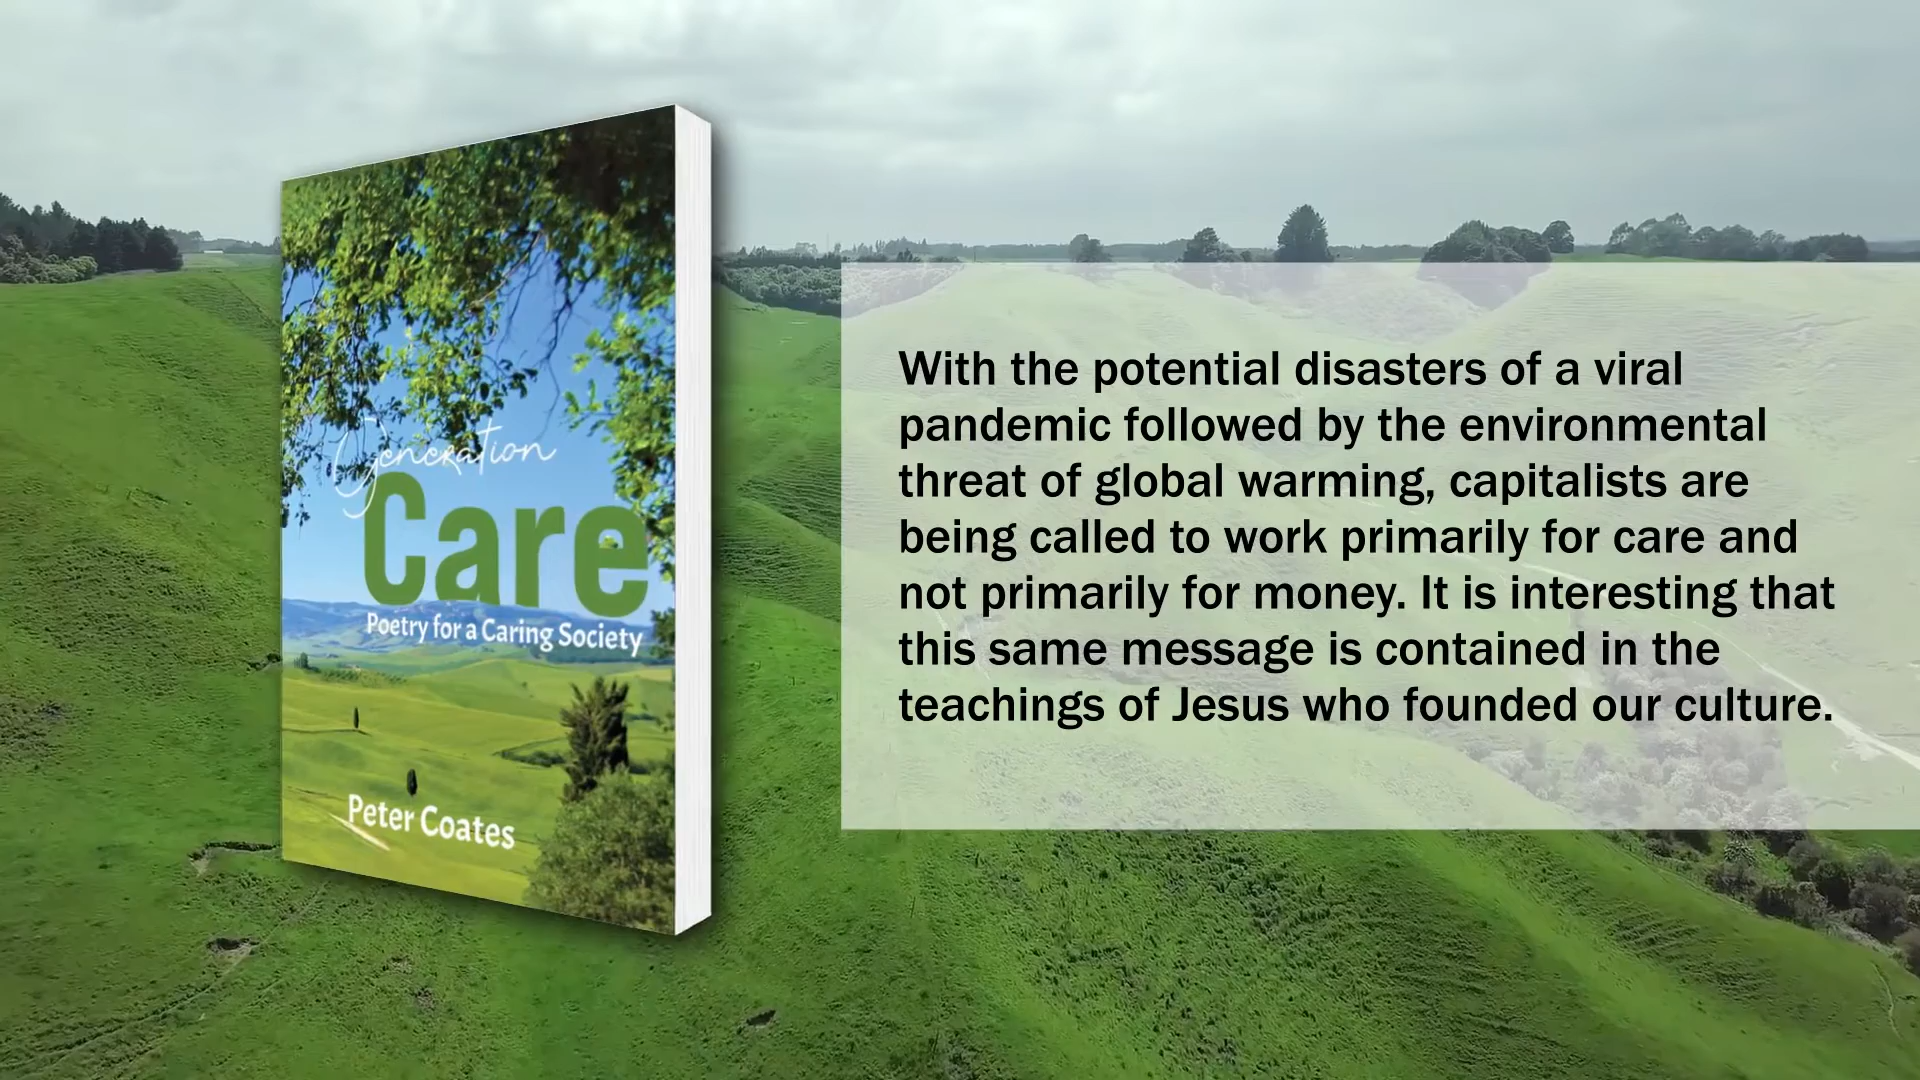 Generation
Care
Poetry for a Caring Society
Peter Coates
With the potential disasters of a viral
pandemic followed by the environmental
threat of global warming, capitalists are
being called to work primarily for care and
not primarily for money. It is interesting that
this same message is contained in the
teachings of Jesus who founded our culture.